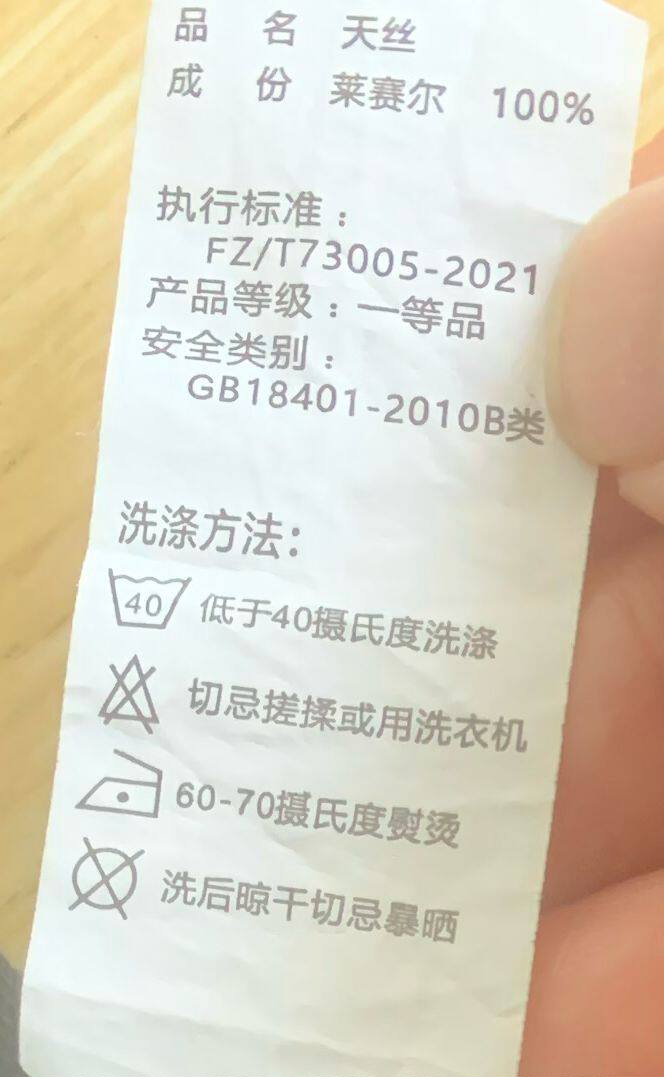 品 名 天丝
成 份 莱赛尔 100%
执行标准：
FZ/T73005-2021
产品等级：一等品
安全类别：
GB18401-2010B类
洗涤方法：
40 低于40摄氏度洗涤
切忌搓揉或用洗衣机
60-70摄氏度熨烫
洗后晾干切忌暴晒